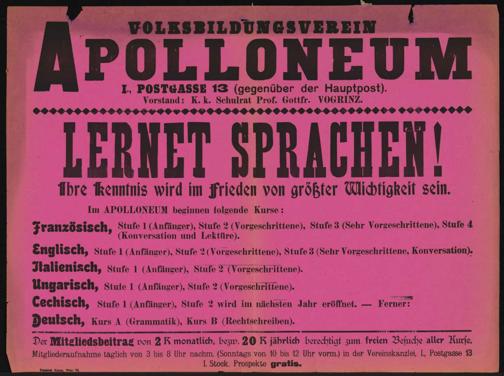 VOLKSBILDUNGSVEREIN
APOLLONEUM
I., POSTGASSE 13 (gegenüber der Hauptpost).
Vorstand: K. k. Schulrat Prof. Gottfr. VOGRINZ.
LERNET SPRACHEN!
Ihre Kenntnis wird im Frieden von größter Wichtigkeit sein.
Im APOLLONEUM beginnen folgende Kurse:
Französisch, Stufe 1 (Anfänger), Stufe 2 (Vorgeschrittene), Stufe 3 (Sehr Vorgeschrittene), Stufe 4
(Konversation und Lektüre).
Englisch, Stufe 1 (Anfänger), Stufe 2 (Vorgeschrittene), Stufe 3 (Sehr Vorgeschrittene, Konversation).
Italienisch, Stufe 1 (Anfänger), Stufe 2 (Vorgeschrittene).
Ungarisch, Stufe 1 (Anfänger), Stufe 2 (Vorgeschrittene).
Cechisch, Stufe 1 (Anfänger), Stufe 2 wird im nächsten Jahr eröffnet. — Ferner:
Deutsch, Kurs A (Grammatik), Kurs B (Rechtschreiben).
Der Mitgliedsbeitrag von 2 K monatlich, bezw. 20 K jährlich berechtigt zum freien Besuche aller Kurse.
Mitgliederaufnahme täglich von 3 bis 8 Uhr nachm. (Sonntags von 10 bis 12 Uhr vorm.) in der Vereinskanzlei, I., Postgasse 13
I. Stock. Prospekte gratis.